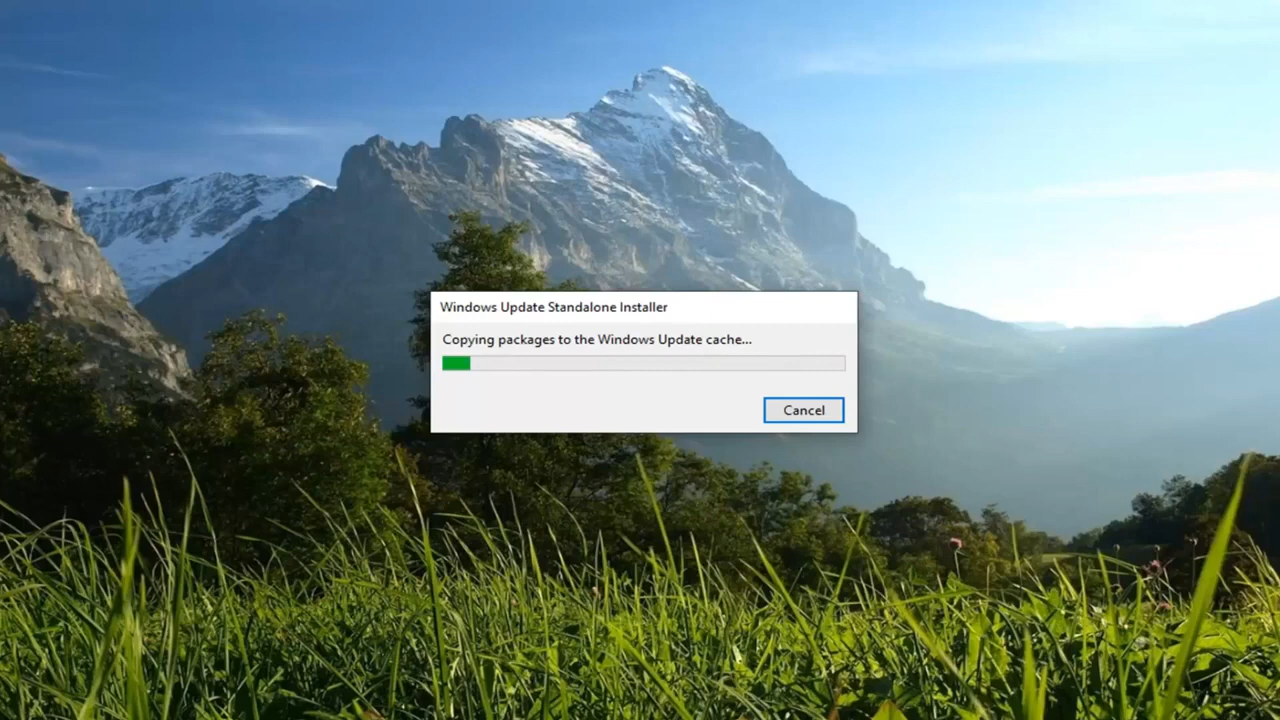 Windows Update Standalone Installer
Copying packages to the Windows Update cache...
Cancel